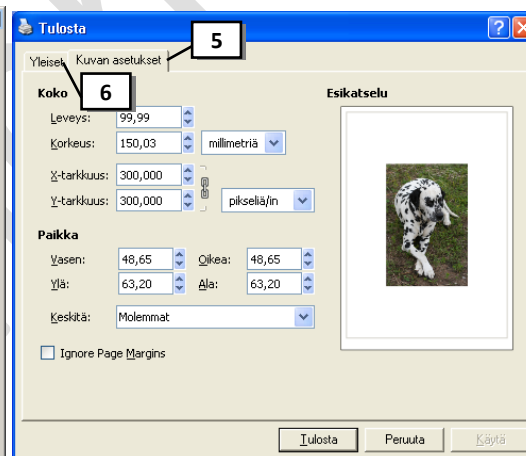 Tulosta
5
Yleiset Kuvan asetukset
6
Koko
Esikatselu
Leveys: 99,99
Korkeus: 150,03 millimetriä
X-tarkkuus: 300,000
Y-tarkkuus: 300,000 pikseliä/in
Paikka
Vasen: 48,65 Oikea: 48,65
Ylä: 63,20 Ala: 63,20
Keskitä: Molemmat
Ignore Page Margins
Tulosta Peruuta Käytä